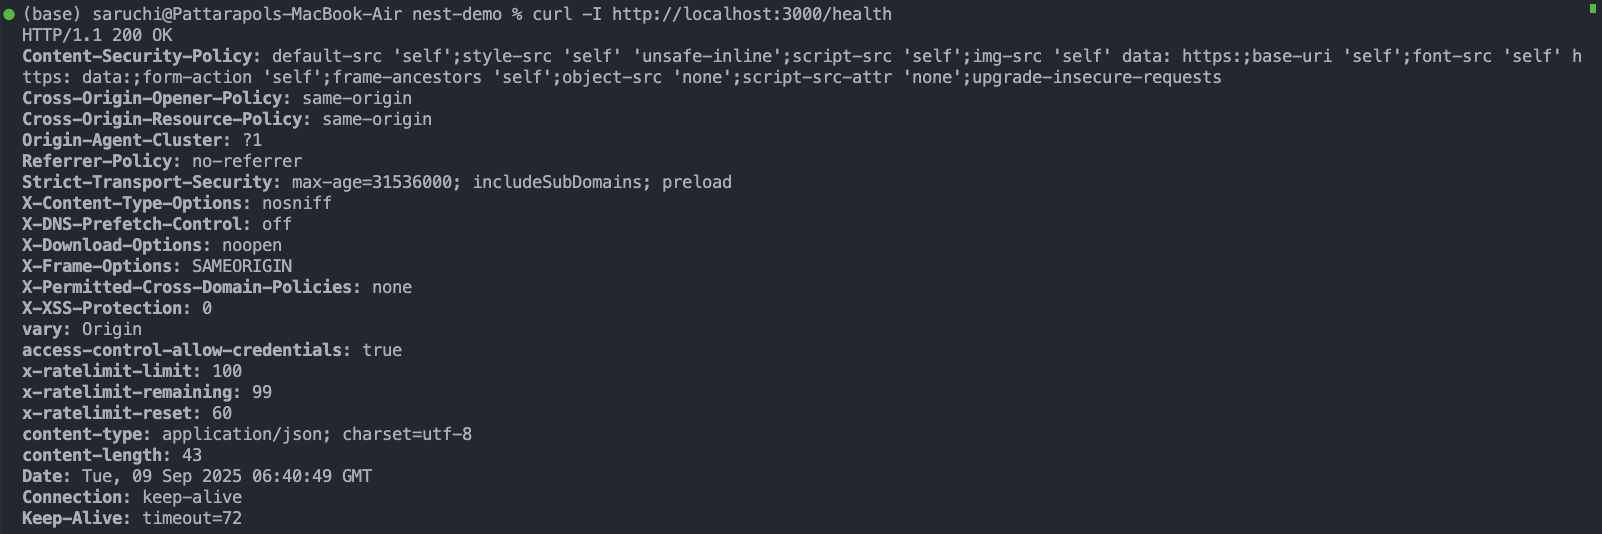 (base) saruchi@Pattarapols-MacBook-Air nest-demo % curl -I http://localhost:3000/health
HTTP/1.1 200 OK
Content-Security-Policy: default-src 'self';style-src 'self' 'unsafe-inline';script-src 'self';img-src 'self' data: https:;base-uri 'self';font-src 'self' h
ttps: data:;form-action 'self';frame-ancestors 'self';object-src 'none';script-src-attr 'none';upgrade-insecure-requests
Cross-Origin-Opener-Policy: same-origin
Cross-Origin-Resource-Policy: same-origin
Origin-Agent-Cluster: ?1
Referrer-Policy: no-referrer
Strict-Transport-Security: max-age=31536000; includeSubDomains; preload
X-Content-Type-Options: nosniff
X-DNS-Prefetch-Control: off
X-Download-Options: noopen
X-Frame-Options: SAMEORIGIN
X-Permitted-Cross-Domain-Policies: none
X-XSS-Protection: 0
vary: Origin
access-control-allow-credentials: true
x-ratelimit-limit: 100
x-ratelimit-remaining: 99
x-ratelimit-reset: 60
content-type: application/json; charset=utf-8
content-length: 43
Date: Tue, 09 Sep 2025 06:40:49 GMT
Connection: keep-alive
Keep-Alive: timeout=72